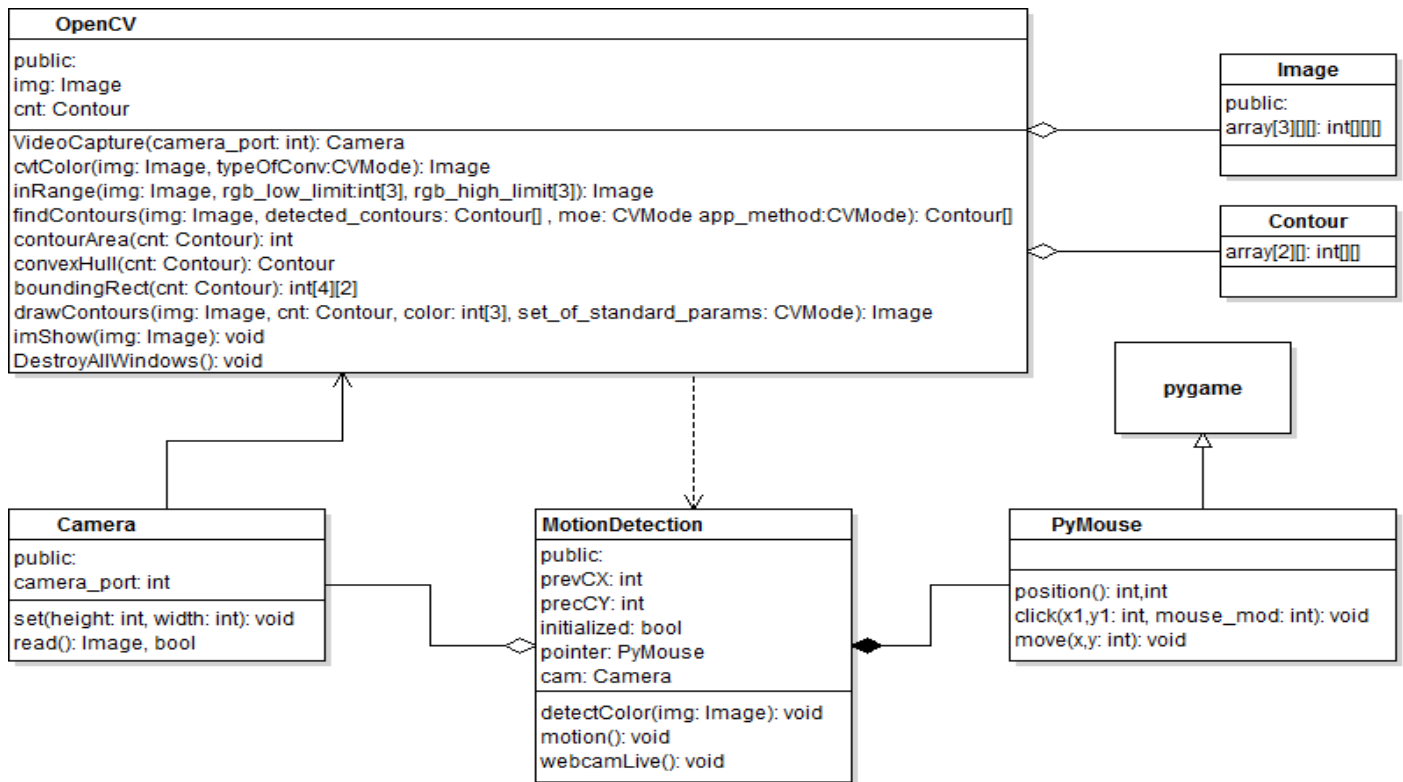 OpenCV
public:
img: Image
cnt: Contour
VideoCapture(camera_port: int): Camera
cvtColor(img: Image, typeOfConv:CVMode): Image
inRange(img: Image, rgb_low_limit:int[3], rgb_high_limit[3]): Image
findContours(img: Image, detected_contours: Contour[] , moe: CVMode app_method:CVMode): Contour[]
contourArea(cnt: Contour): int
convexHull(cnt: Contour): Contour
boundingRect(cnt: Contour): int[4][2]
drawContours(img: Image, cnt: Contour, color: int[3], set_of_standard_params: CVMode): Image
imShow(img: Image): void
DestroyAllWindows(): void
Image
public:
array[3][][]: int[][][]
Contour
array[2][]: int[][]
pygame
Camera
public:
camera_port: int
set(height: int, width: int): void
read(): Image, bool
MotionDetection
public:
prevCX: int
precCY: int
initialized: bool
pointer: PyMouse
cam: Camera
detectColor(img: Image): void
motion(): void
webcamLive(): void
PyMouse
position(): int,int
click(x1,y1: int, mouse_mod: int): void
move(x,y: int): void